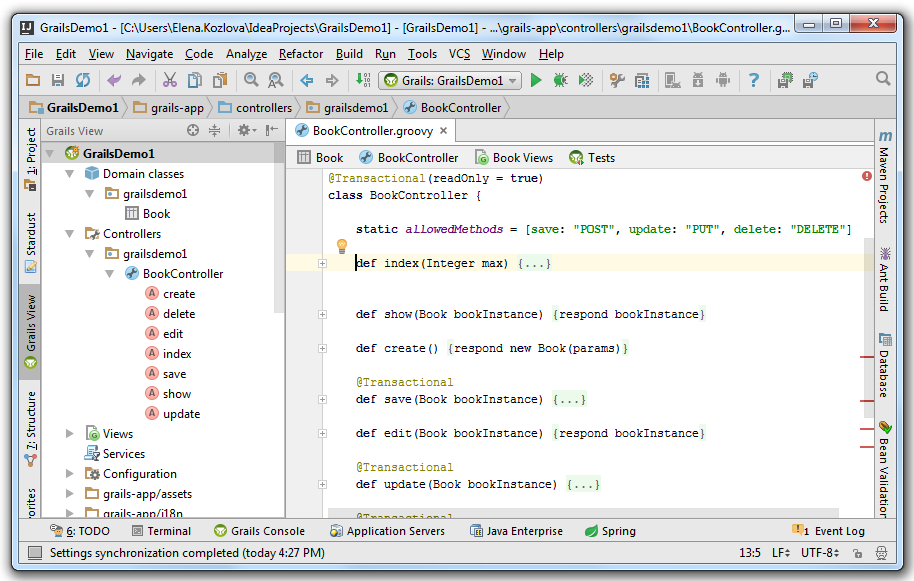 GrailsDemo1 - [C:\Users\Elena.Kozlova\IdeaProjects\GrailsDemo1] - [GrailsDemo1] - ...\grails-app\controllers\grailsdemo1\BookController.g...
File Edit View Navigate Code Analyze Refactor Build Run Tools VCS Window Help
Grails: GrailsDemo1
GrailsDemo1 grails-app controllers grailsdemo1 BookController
1: Project
Stardust
Grails View
7: Structure
Grails View
GrailsDemo1
Domain classes
grailsdemo1
Book
Controllers
grailsdemo1
BookController
create
delete
edit
index
save
show
update
Views
Services
Configuration
grails-app/assets
grails-app/i18n
BookController.groovy
Book BookController Book Views Tests
@Transactional(readOnly = true)
class BookController {
static allowedMethods = [save: "POST", update: "PUT", delete: "DELETE"]
def index(Integer max) {...}
def show(Book bookInstance) {respond bookInstance}
def create() {respond new Book(params)}
@Transactional
def save(Book bookInstance) {...}
def edit(Book bookInstance) {respond bookInstance}
@Transactional
def update(Book bookInstance) {...}
@Transactional
m Maven Projects
Ant Build
Database
Bean Validation
6: TODO Terminal Grails Console Application Servers Java Enterprise Spring 1 Event Log
Settings synchronization completed (today 4:27 PM) 13:5 LF UTF-8